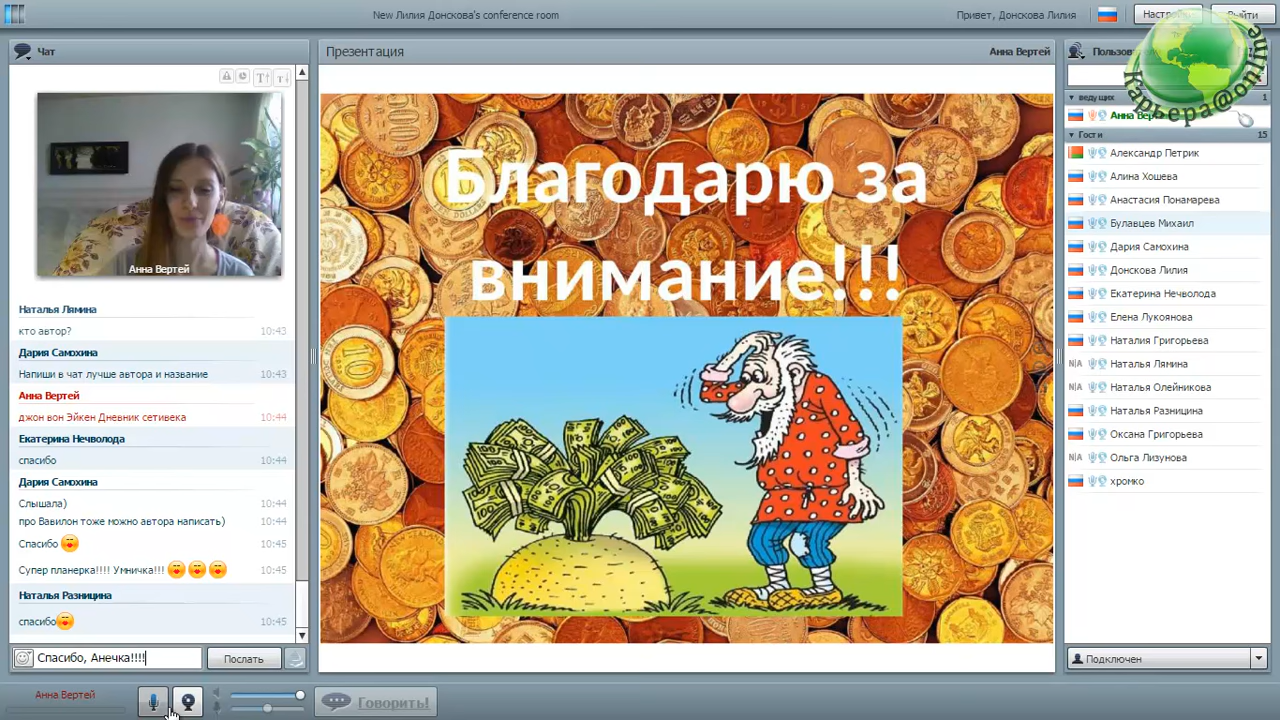 New Лилия Донскова's conference room
Привет, Донскова Лилия
Выйти
Чат
Анна Вертей
Наталья Лямина
кто автор? 10:43
Дария Самохина
Напиши в чат лучше автора и название 10:43
Анна Вертей
джон вон Эйкен Дневник сетивека 10:44
Екатерина Нечволода
спасибо 10:44
Дария Самохина
Слышала) 10:44
про Вавилон тоже можно автора написать) 10:44
Спасибо 10:45
Супер планерка!!!! Умничка!!! 10:45
Наталья Разницина
спасибо 10:45
Спасибо, Анечка!!!!
Послать
Анна Вертей
Говорить!
Презентация
Анна Вертей
Благодарю за
внимание!!!
Карьера@online
ведущих 1
Анна
Гости 15
Александр Петрик
Алина Хошева
Анастасия Понамарева
Булавцев Михаил
Дария Самохина
Донскова Лилия
Екатерина Нечволода
Елена Лукоянова
Наталия Григорьева
N/A Наталья Лямина
N/A Наталья Олейникова
Наталья Разницина
Оксана Григорьева
N/A Ольга Лизунова
хромко
Подключен